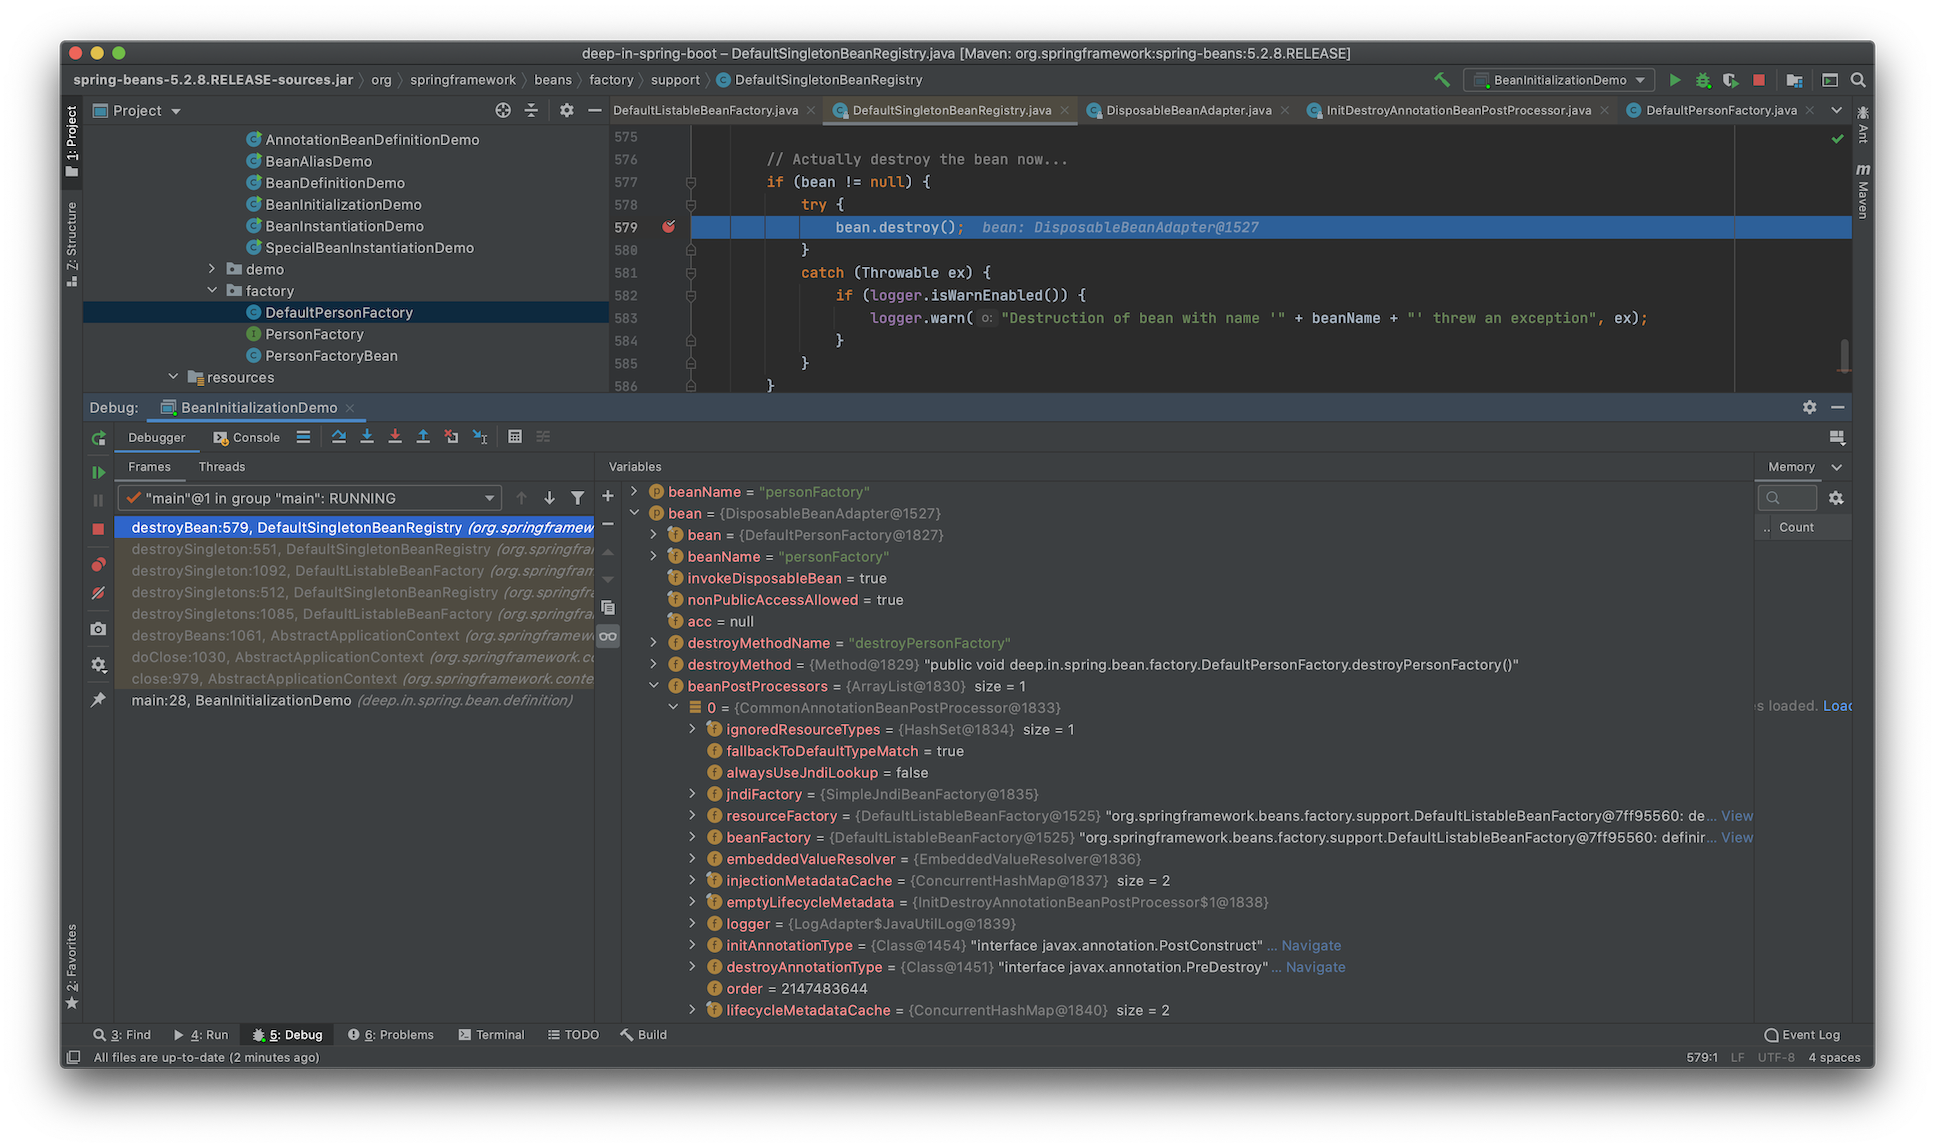 deep-in-spring-boot – DefaultSingletonBeanRegistry.java [Maven: org.springframework:spring-beans:5.2.8.RELEASE]
spring-beans-5.2.8.RELEASE-sources.jar org springframework beans factory support DefaultSingletonBeanRegistry BeanInitializationDemo
Project DefaultListableBeanFactory.java DefaultSingletonBeanRegistry.java DisposableBeanAdapter.java InitDestroyAnnotationBeanPostProcessor.java DefaultPersonFactory.java
1: Project
Z: Structure
2: Favorites
Ant
Maven
AnnotationBeanDefinitionDemo
BeanAliasDemo
BeanDefinitionDemo
BeanInitializationDemo
BeanInstantiationDemo
SpecialBeanInstantiationDemo
demo
factory
DefaultPersonFactory
PersonFactory
PersonFactoryBean
resources
575
576 // Actually destroy the bean now...
577 if (bean != null) {
578 try {
579 bean.destroy(); bean: DisposableBeanAdapter@1527
580 }
581 catch (Throwable ex) {
582 if (logger.isWarnEnabled()) {
583 logger.warn( o: "Destruction of bean with name '" + beanName + "' threw an exception", ex);
584 }
585 }
586 }
Debug: BeanInitializationDemo
Debugger Console
Frames Threads
"main"@1 in group "main": RUNNING
destroyBean:579, DefaultSingletonBeanRegistry (org.springframew
destroySingleton:551, DefaultSingletonBeanRegistry (org.springfra
destroySingleton:1092, DefaultListableBeanFactory (org.springfram
destroySingletons:512, DefaultSingletonBeanRegistry (org.springfra
destroySingletons:1085, DefaultListableBeanFactory (org.springfra
destroyBeans:1061, AbstractApplicationContext (org.springframewo
doClose:1030, AbstractApplicationContext (org.springframework.co
close:979, AbstractApplicationContext (org.springframework.conte
main:28, BeanInitializationDemo (deep.in.spring.bean.definition)
Variables
beanName = "personFactory"
bean = {DisposableBeanAdapter@1527}
bean = {DefaultPersonFactory@1827}
beanName = "personFactory"
invokeDisposableBean = true
nonPublicAccessAllowed = true
acc = null
destroyMethodName = "destroyPersonFactory"
destroyMethod = {Method@1829} "public void deep.in.spring.bean.factory.DefaultPersonFactory.destroyPersonFactory()"
beanPostProcessors = {ArrayList@1830} size = 1
0 = {CommonAnnotationBeanPostProcessor@1833}
ignoredResourceTypes = {HashSet@1834} size = 1
fallbackToDefaultTypeMatch = true
alwaysUseJndiLookup = false
jndiFactory = {SimpleJndiBeanFactory@1835}
resourceFactory = {DefaultListableBeanFactory@1525} "org.springframework.beans.factory.support.DefaultListableBeanFactory@7ff95560: de... View
beanFactory = {DefaultListableBeanFactory@1525} "org.springframework.beans.factory.support.DefaultListableBeanFactory@7ff95560: definir... View
embeddedValueResolver = {EmbeddedValueResolver@1836}
injectionMetadataCache = {ConcurrentHashMap@1837} size = 2
emptyLifecycleMetadata = {InitDestroyAnnotationBeanPostProcessor$1@1838}
logger = {LogAdapter$JavaUtilLog@1839}
initAnnotationType = {Class@1454} "interface javax.annotation.PostConstruct" ... Navigate
destroyAnnotationType = {Class@1451} "interface javax.annotation.PreDestroy" ... Navigate
order = 2147483644
lifecycleMetadataCache = {ConcurrentHashMap@1840} size = 2
Memory
.. Count
s loaded. Load
3: Find 4: Run 5: Debug 6: Problems Terminal TODO Build Event Log
All files are up-to-date (2 minutes ago) 579:1 LF UTF-8 4 spaces